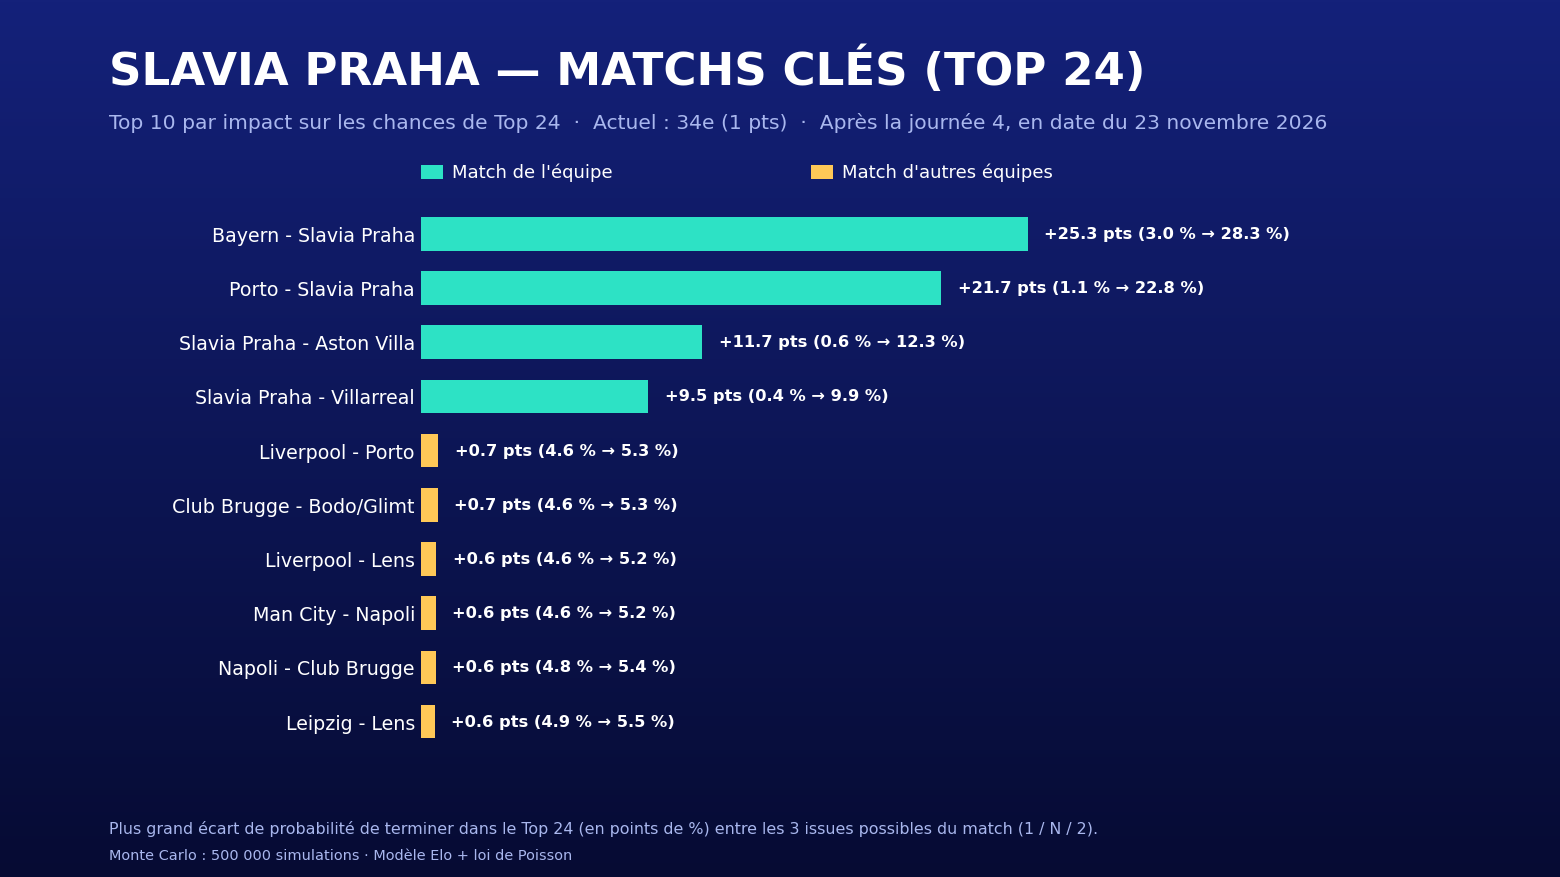 SLAVIA PRAHA — MATCHS CLÉS (TOP 24)
Top 10 par impact sur les chances de Top 24 · Actuel : 34e (1 pts) · Après la journée 4, en date du 23 novembre 2026
Match de l'équipe Match d'autres équipes
Bayern - Slavia Praha +25.3 pts (3.0 % → 28.3 %)
Porto - Slavia Praha +21.7 pts (1.1 % → 22.8 %)
Slavia Praha - Aston Villa +11.7 pts (0.6 % → 12.3 %)
Slavia Praha - Villarreal +9.5 pts (0.4 % → 9.9 %)
Liverpool - Porto +0.7 pts (4.6 % → 5.3 %)
Club Brugge - Bodo/Glimt +0.7 pts (4.6 % → 5.3 %)
Liverpool - Lens +0.6 pts (4.6 % → 5.2 %)
Man City - Napoli +0.6 pts (4.6 % → 5.2 %)
Napoli - Club Brugge +0.6 pts (4.8 % → 5.4 %)
Leipzig - Lens +0.6 pts (4.9 % → 5.5 %)
Plus grand écart de probabilité de terminer dans le Top 24 (en points de %) entre les 3 issues possibles du match (1 / N / 2).
Monte Carlo : 500 000 simulations · Modèle Elo + loi de Poisson